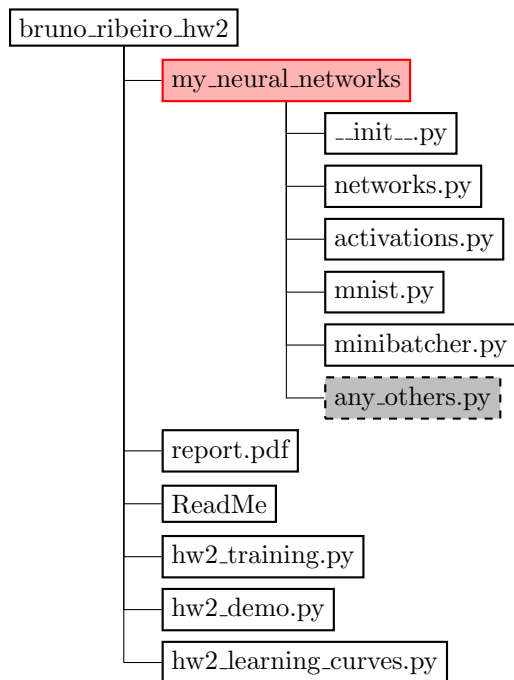 bruno_ribeiro_hw2
my_neural_networks
__init__.py
networks.py
activations.py
mnist.py
minibatcher.py
any_others.py
report.pdf
ReadMe
hw2_training.py
hw2_demo.py
hw2_learning_curves.py